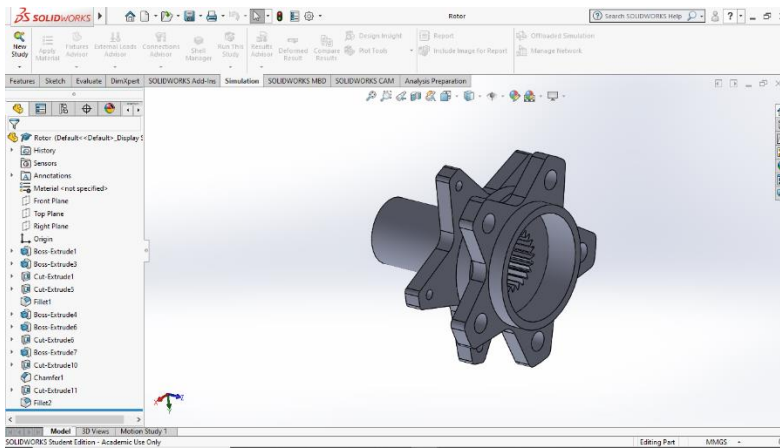 SOLIDWORKS
Rotor
Search SOLIDWORKS Help
New Study
Apply Material
Fixtures Advisor
External Loads Advisor
Connections Advisor
Shell Manager
Run This Study
Results Advisor
Deformed Result
Compare Results
Design Insight
Plot Tools
Report
Include Image for Report
Offloaded Simulation
Manage Network
Features Sketch Evaluate DimXpert SOLIDWORKS Add-Ins Simulation SOLIDWORKS MBD SOLIDWORKS CAM Analysis Preparation
Rotor (Default<<Default>_Display S
History
Sensors
Annotations
Material <not specified>
Front Plane
Top Plane
Right Plane
Origin
Boss-Extrude1
Boss-Extrude3
Cut-Extrude1
Cut-Extrude5
Fillet1
Boss-Extrude4
Boss-Extrude6
Cut-Extrude6
Boss-Extrude7
Cut-Extrude10
Chamfer1
Cut-Extrude11
Fillet2
Model 3D Views Motion Study 1
SOLIDWORKS Student Edition - Academic Use Only
Editing Part MMGS